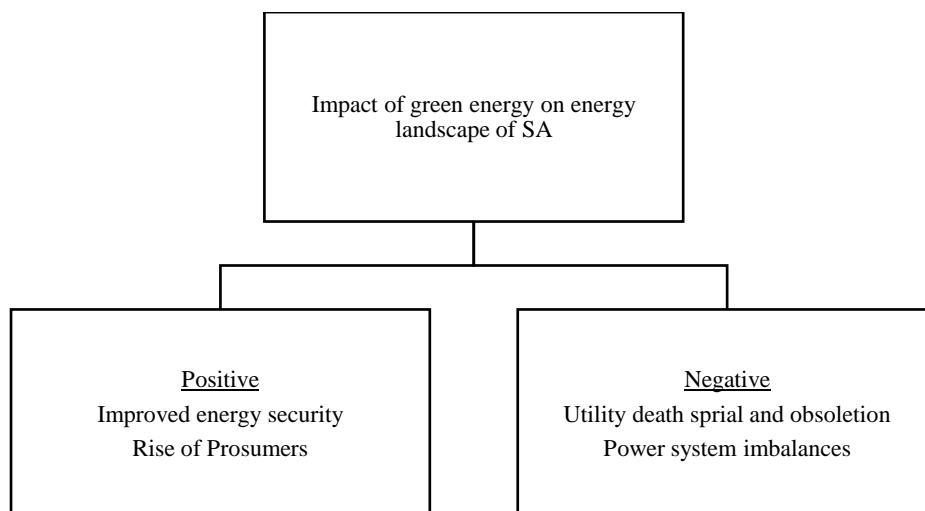 Impact of green energy on energy
landscape of SA
Positive
Improved energy security
Rise of Prosumers
Negative
Utility death sprial and obsoletion
Power system imbalances